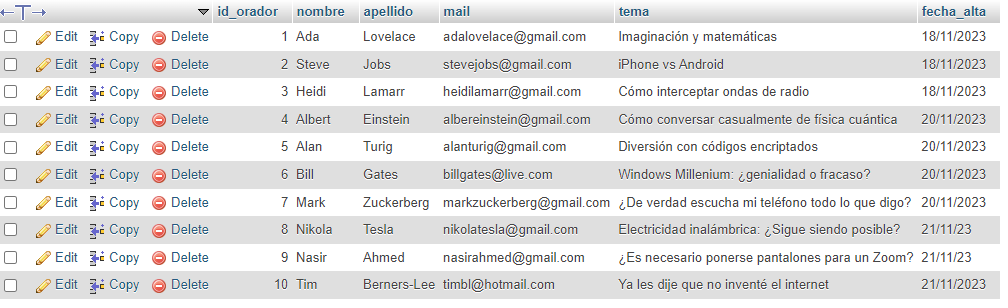 id_orador nombre apellido mail tema fecha_alta
Edit Copy Delete 1 Ada Lovelace adalovelace@gmail.com Imaginación y matemáticas 18/11/2023
Edit Copy Delete 2 Steve Jobs stevejobs@gmail.com iPhone vs Android 18/11/2023
Edit Copy Delete 3 Heidi Lamarr heidilamarr@gmail.com Cómo interceptar ondas de radio 18/11/2023
Edit Copy Delete 4 Albert Einstein albereinstein@gmail.com Cómo conversar casualmente de física cuántica 20/11/2023
Edit Copy Delete 5 Alan Turig alanturig@gmail.com Diversión con códigos encriptados 20/11/2023
Edit Copy Delete 6 Bill Gates billgates@live.com Windows Millenium: ¿genialidad o fracaso? 20/11/2023
Edit Copy Delete 7 Mark Zuckerberg markzuckerberg@gmail.com ¿De verdad escucha mi teléfono todo lo que digo? 20/11/2023
Edit Copy Delete 8 Nikola Tesla nikolatesla@gmail.com Electricidad inalámbrica: ¿Sigue siendo posible? 21/11/23
Edit Copy Delete 9 Nasir Ahmed nasirahmed@gmail.com ¿Es necesario ponerse pantalones para un Zoom? 21/11/23
Edit Copy Delete 10 Tim Berners-Lee timbl@hotmail.com Ya les dije que no inventé el internet 21/11/2023